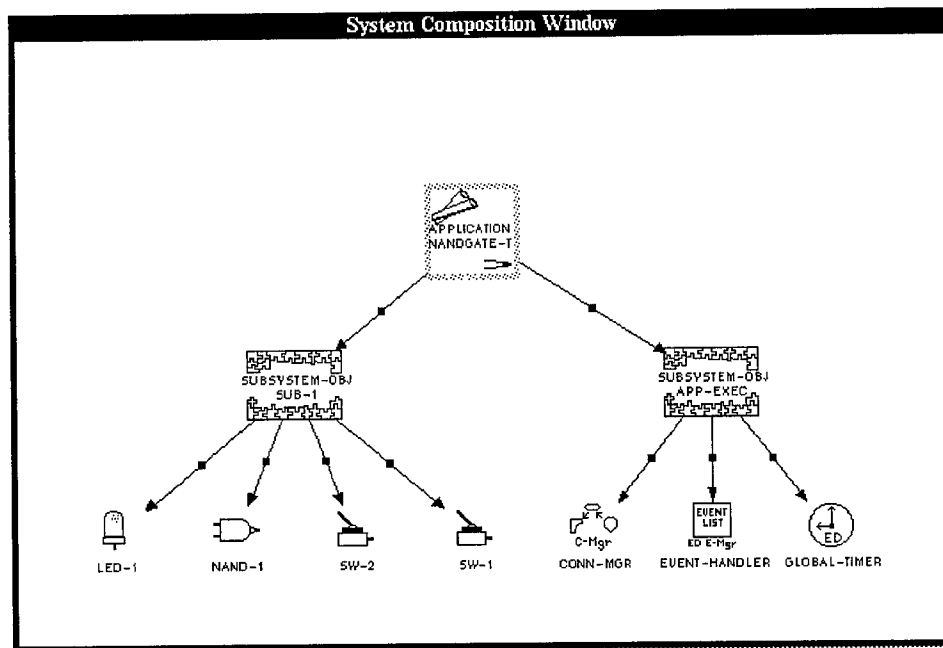 System Composition Window
APPLICATION
NANDGATE-T
SUBSYSTEM-OBJ
SUB-1
SUBSYSTEM-OBJ
APP-EXEC
LED-1
NAND-1
SW-2
SW-1
C-Mgr
CONN-MGR
EVENT
LIST
ED E-Mgr
EVENT-HANDLER
ED
GLOBAL-TIMER